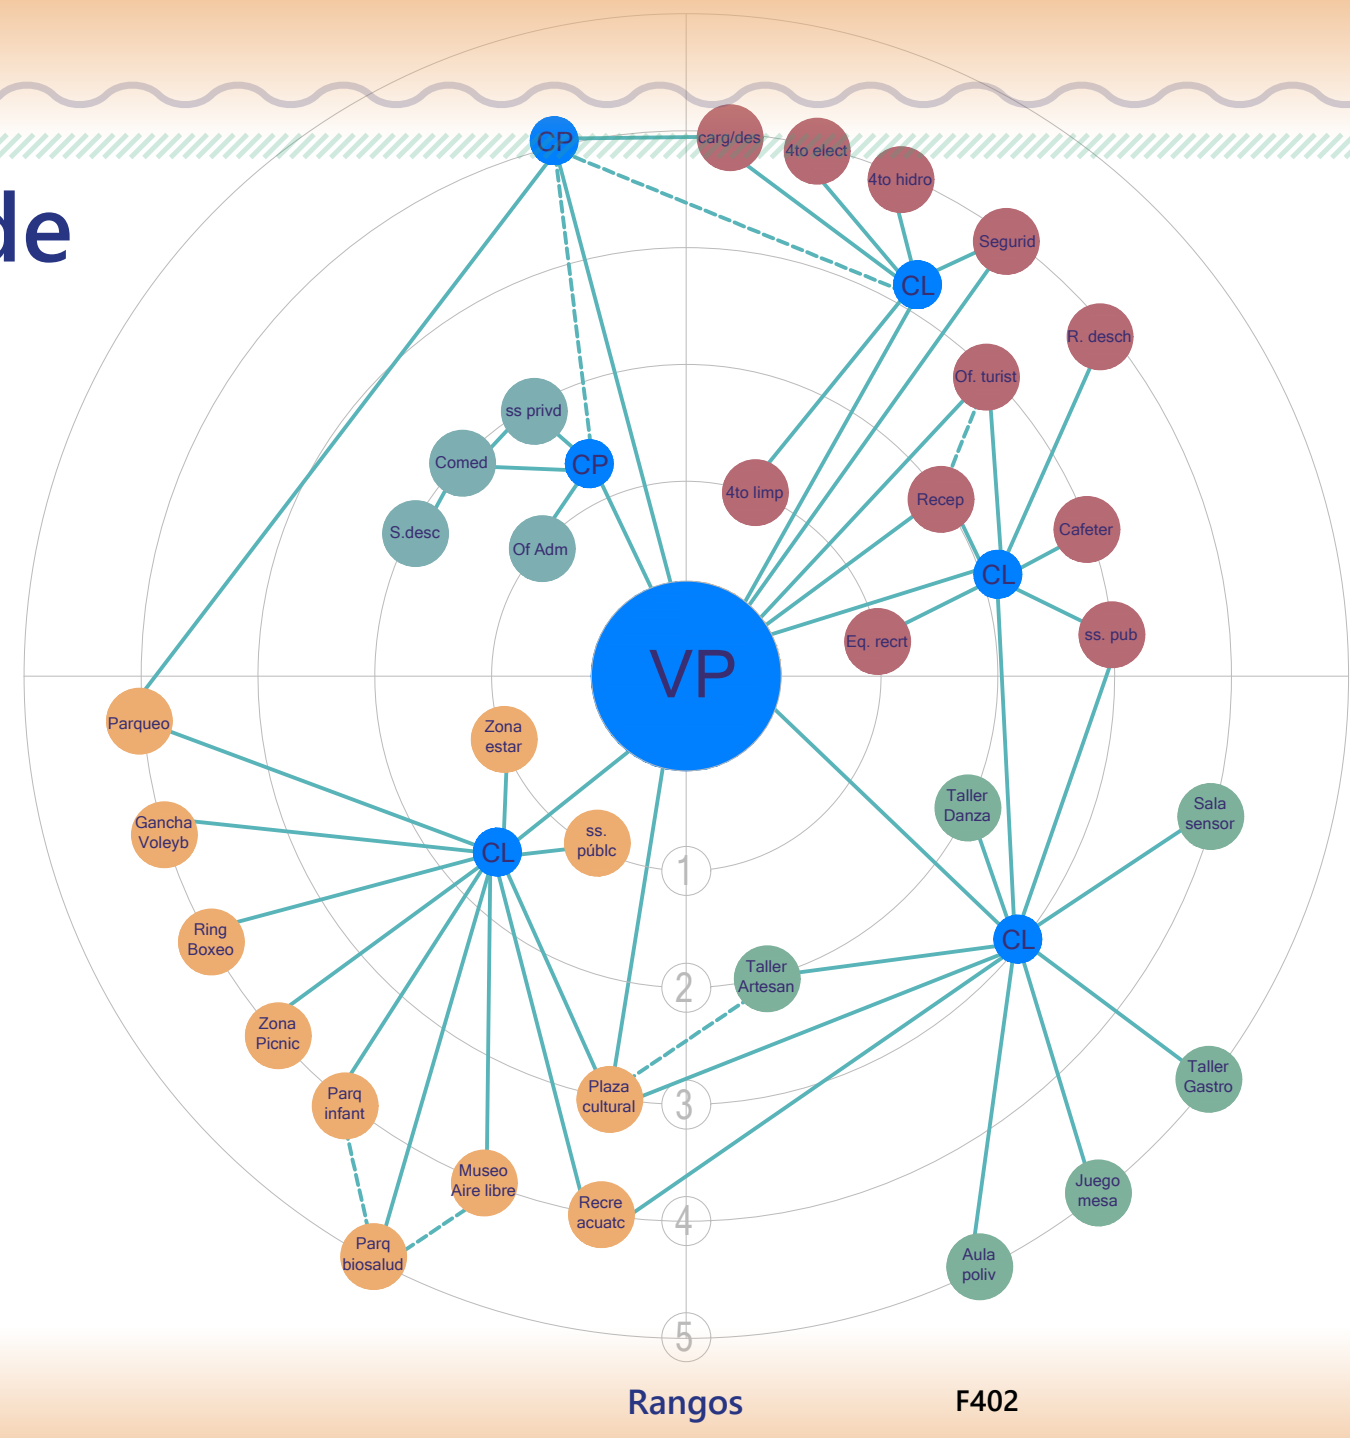 CP
carg/des
4to elect
4to hidro
de
Segurid
CL
R. desch
Of. turist
ss privd
Comed
CP
4to limp
Recep
S.desc
Of Adm
Cafeter
CL
Eq. recrt
ss. pub
VP
Parqueo
Zona
estar
Gancha
Voleyb
ss.
públc
CL
Taller
Danza
Sala
sensor
1
Ring
Boxeo
CL
Taller
Artesan
2
Zona
Picnic
Parq
infant
Plaza
cultural
3
Taller
Gastro
Museo
Aire libre
Recre
acuatc
4
Juego
mesa
Parq
biosalud
Aula
poliv
5
Rangos
F402